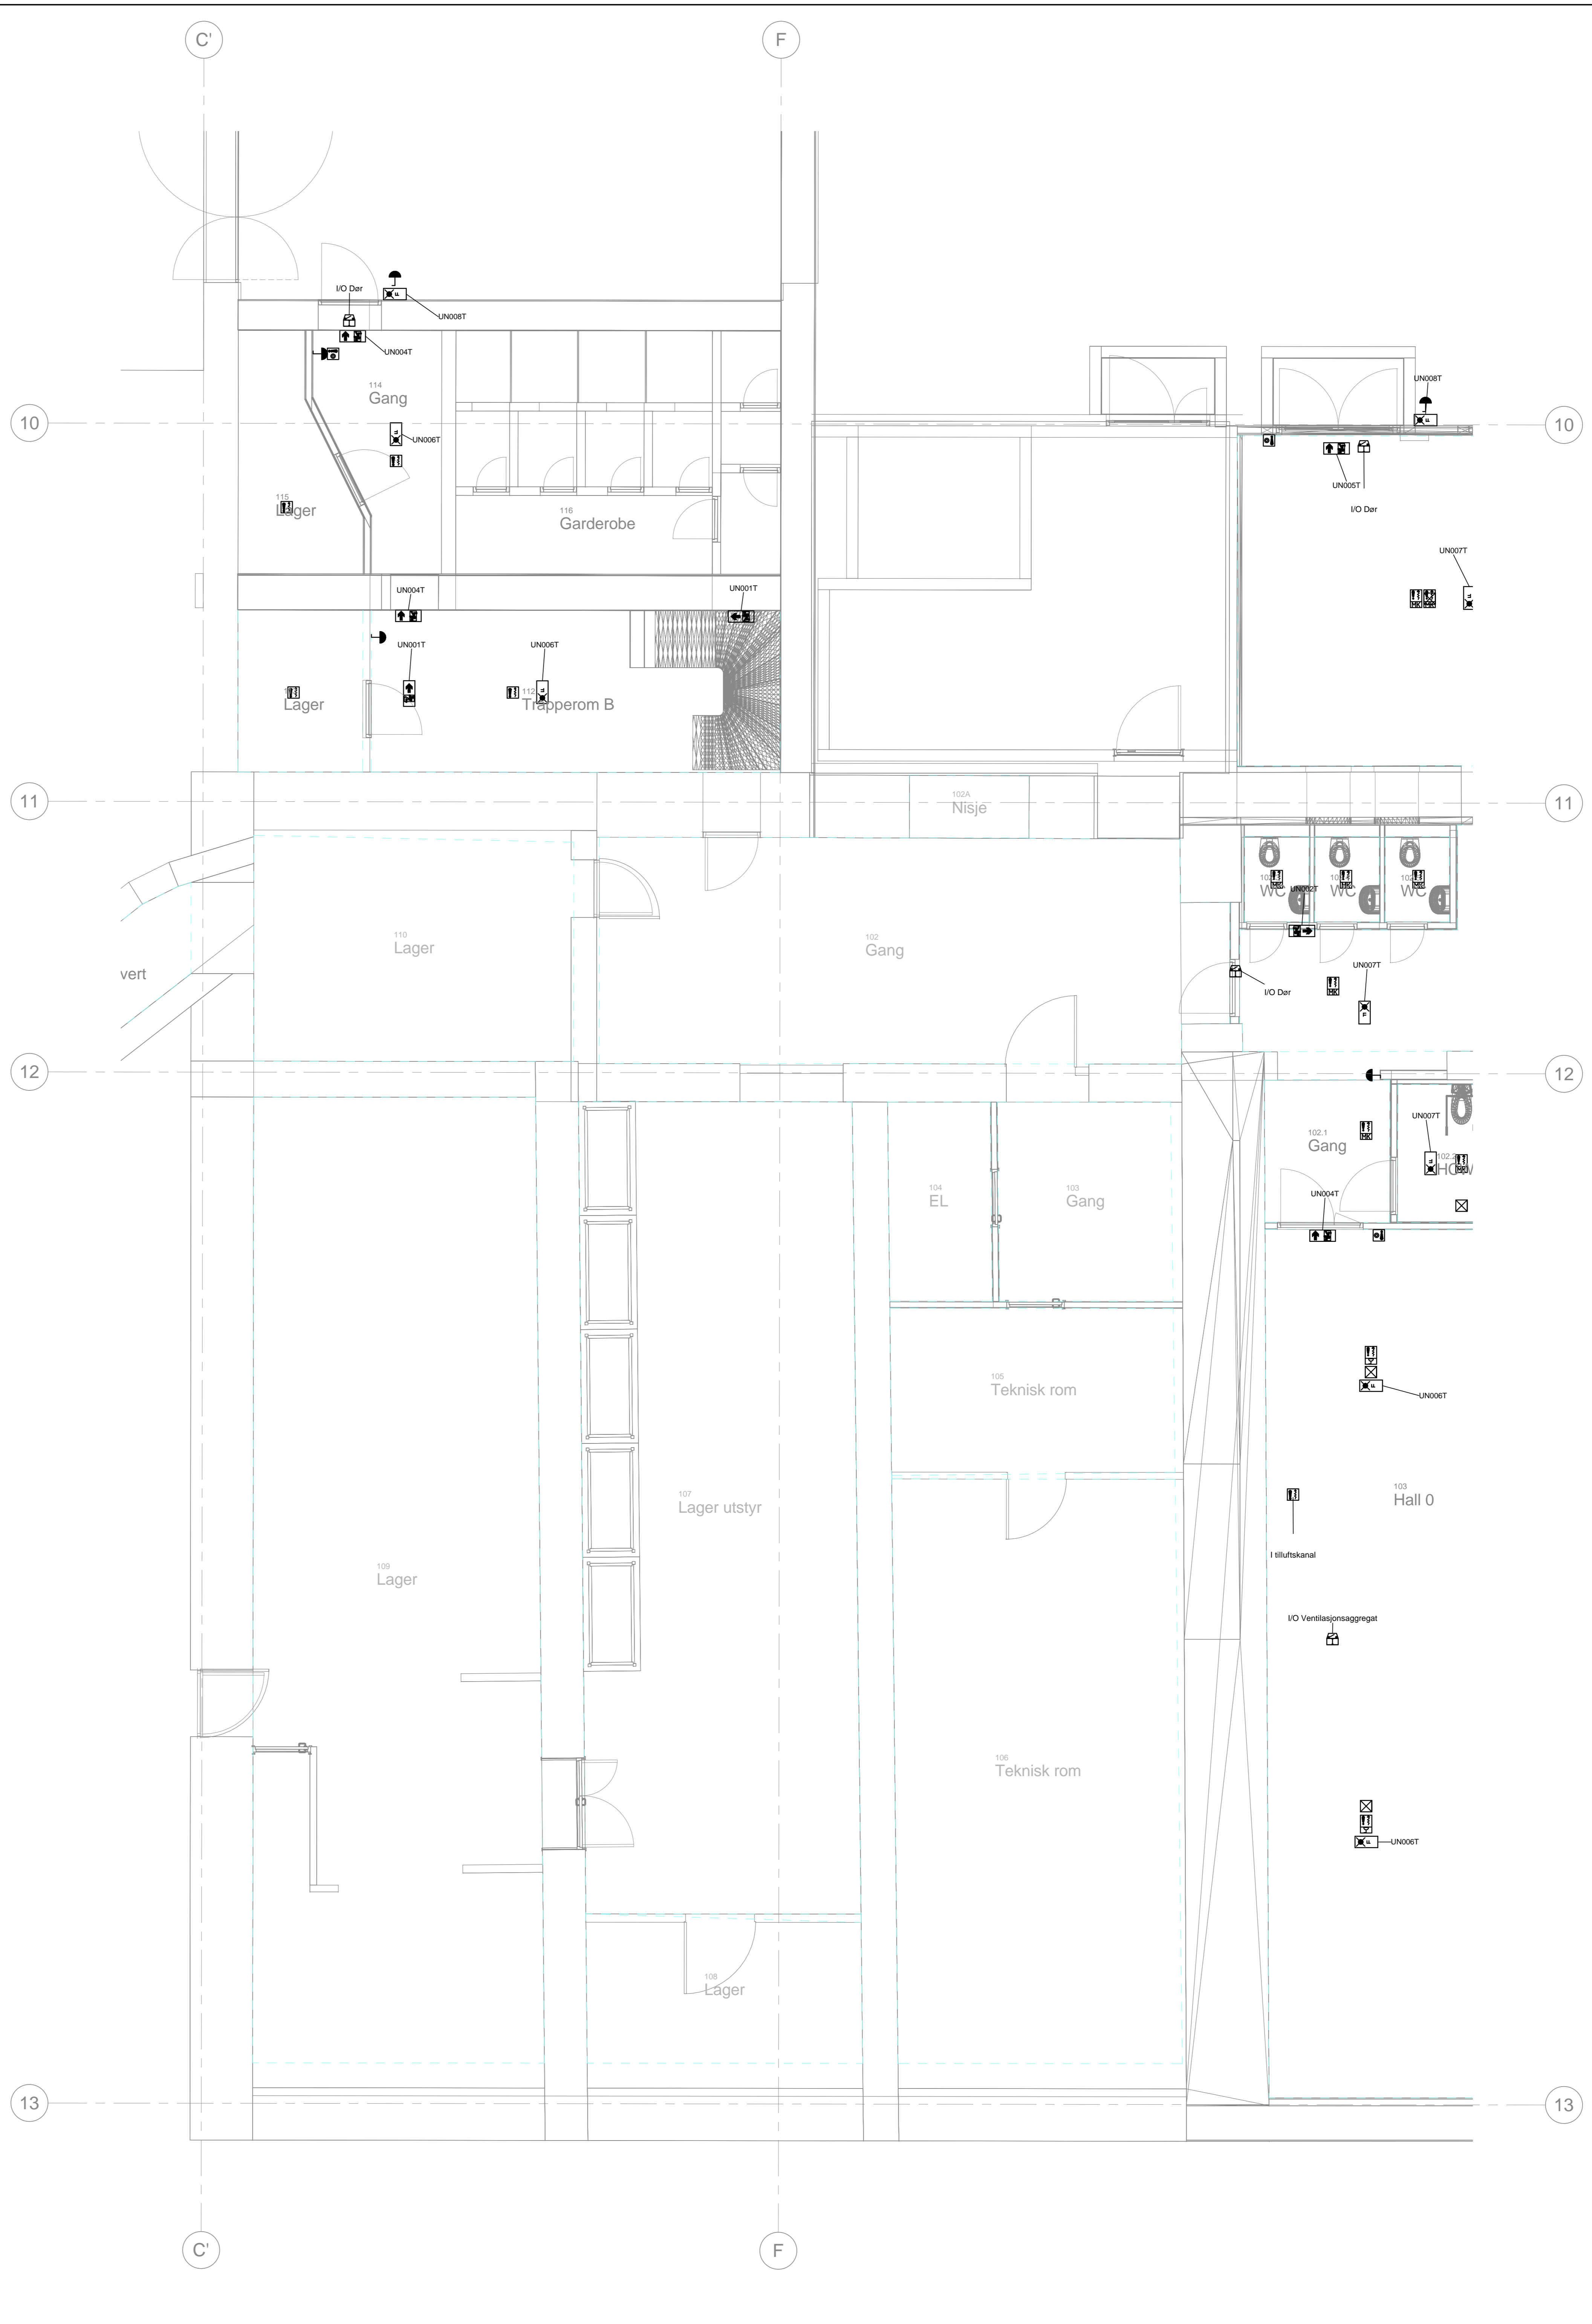 C'
F
I/O Dør
UN008T
UN004T
114
Gang
UN008T
10
UN006T
10
UN005T
115
Lager
I/O Dør
116
Garderobe
UN007T
UN004T
UN001T
UN001T
UN006T
Lager
112
Trapperom B
11
102A
Nisje
11
WC
WC
WC
UN002T
110
Lager
102
Gang
vert
UN007T
I/O Dør
12
12
UN007T
102.1
Gang
104
EL
103
Gang
UN004T
105
Teknisk rom
UN006T
107
Lager utstyr
103
Hall 0
I tilluftskanal
109
Lager
I/O Ventilasjonsaggregat
106
Teknisk rom
UN006T
108
Lager
13
13
C'
F